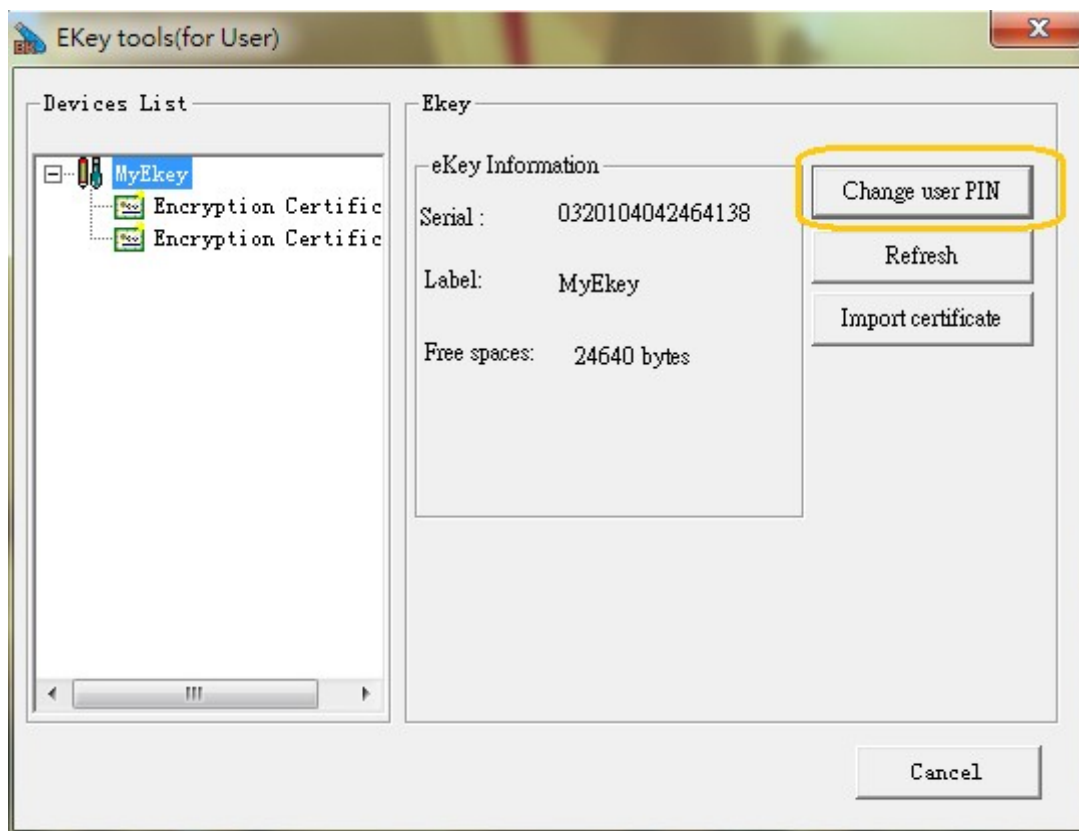 EKey tools(for User)
Devices List
MyEkey
Encryption Certific
Encryption Certific
Ekey
eKey Information
Serial : 0320104042464138
Label: MyEkey
Free spaces: 24640 bytes
Change user PIN
Refresh
Import certificate
Cancel